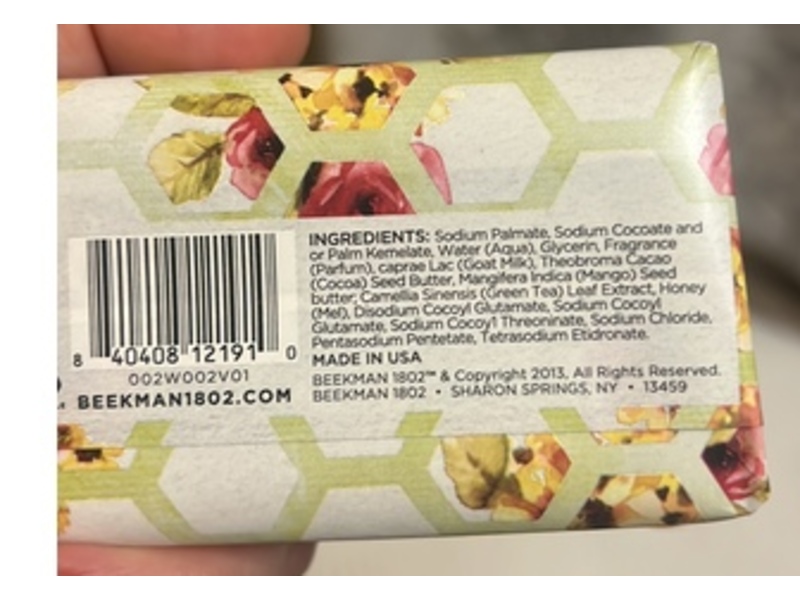 INGREDIENTS: Sodium Palmate, Sodium Cocoate and
or Palm Kernelate, Water (Aqua), Glycerin, Fragrance
(Parfum), caprae Lac (Goat Milk), Theobroma Cacao
(Cocoa) Seed Butter, Mangifera Indica (Mango) Seed
butter, Camellia Sinensis (Green Tea) Leaf Extract, Honey
(Mel), Disodium Cocoyl Glutamate, Sodium Cocoyl
Glutamate, Sodium Cocoy1 Threoninate, Sodium Chloride,
Pentasodium Pentetate, Tetrasodium Etidronate.
MADE IN USA
BEEKMAN 1802™ & Copyright 2013, All Rights Reserved.
BEEKMAN 1802 • SHARON SPRINGS, NY • 13459
8 40408 12191 0
002W002V01
BEEKMAN1802.COM